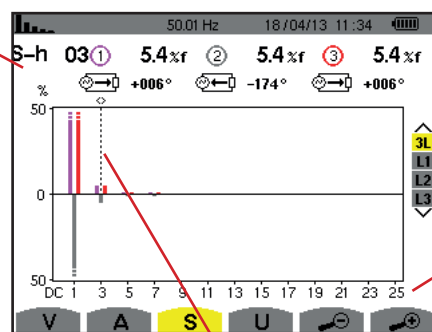 50.01 Hz 18/04/13 11:34
S-h 03 1 5.4%f 2 5.4%f 3 5.4%f
+006° -174° +006°
%
50
3L
L1
0
L2
L3
50
DC 1 3 5 7 9 11 13 15 17 19 21 23 25
V A S U